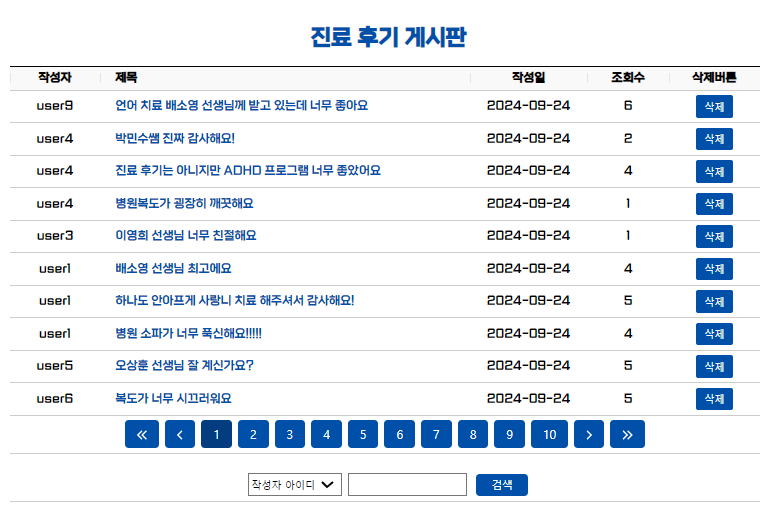 진료 후기 게시판
작성자 제목 작성일 조회수 삭제버튼
user9 언어 치료 배소영 선생님께 받고 있는데 너무 좋아요 2024-09-24 6 삭제
user4 박민수쌤 진짜 감사해요! 2024-09-24 2 삭제
user4 진료 후기는 아니지만 ADHD 프로그램 너무 좋았어요 2024-09-24 4 삭제
user4 병원복도가 굉장히 깨끗해요 2024-09-24 1 삭제
user3 이영희 선생님 너무 친절해요 2024-09-24 1 삭제
user1 배소영 선생님 최고에요 2024-09-24 4 삭제
user1 하나도 안아프게 사랑니 치료 해주셔서 감사해요! 2024-09-24 5 삭제
user1 병원 소파가 너무 푹신해요!!!!! 2024-09-24 4 삭제
user5 오상훈 선생님 잘 계신가요? 2024-09-24 5 삭제
user6 복도가 너무 시끄러워요 2024-09-24 5 삭제
« ‹ 1 2 3 4 5 6 7 8 9 10 › »
작성자 아이디 검색